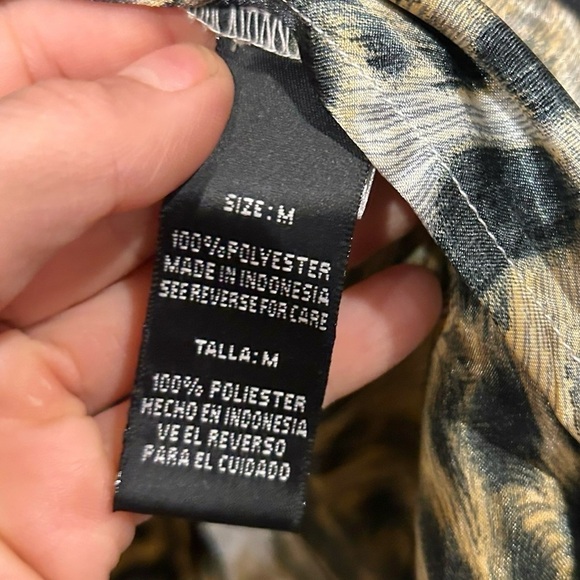 SIZE: M
100% POLYESTER
MADE IN INDONESIA
SEE REVERSE FOR CARE
TALLA: M
100% POLIESTER
HECHO EN INDONESIA
VE EL REVERSO
PARA EL CUIDADO